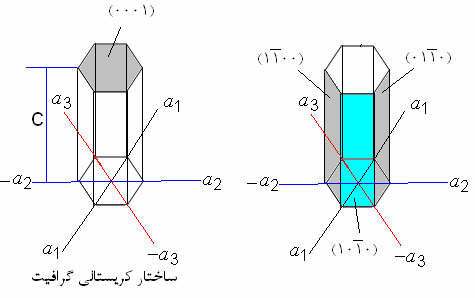 (۰۰۰۱)
C
a3
a1
-a2
a2
a1
-a3
ساختار کریستالی گرافیت
(۱۱̅۰۰)
(۰۱۱̅۰)
a3
a1
-a2
a2
a1
-a3
(۱۰۱̅۰)